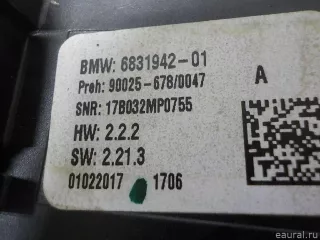 BMW: 6831942-01
Preh: 90025-678/0047
A
SNR: 17B032MP0755
HW: 2.2.2
SW: 2.21.3
01022017 1706
eaural.ru